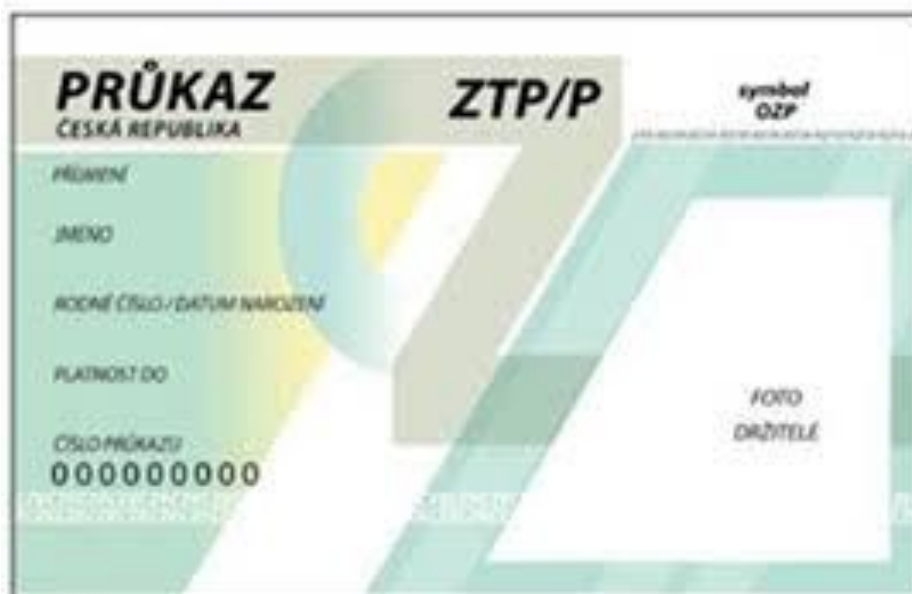 PRŮKAZ
ČESKÁ REPUBLIKA
ZTP/P
symbol
OZP
PŘÍJMENÍ
JMÉNO
RODNÉ ČÍSLO / DATUM NAROZENÍ
PLATNOST DO
ČÍSLO PRŮKAZU
000000000
FOTO
DRŽITELE